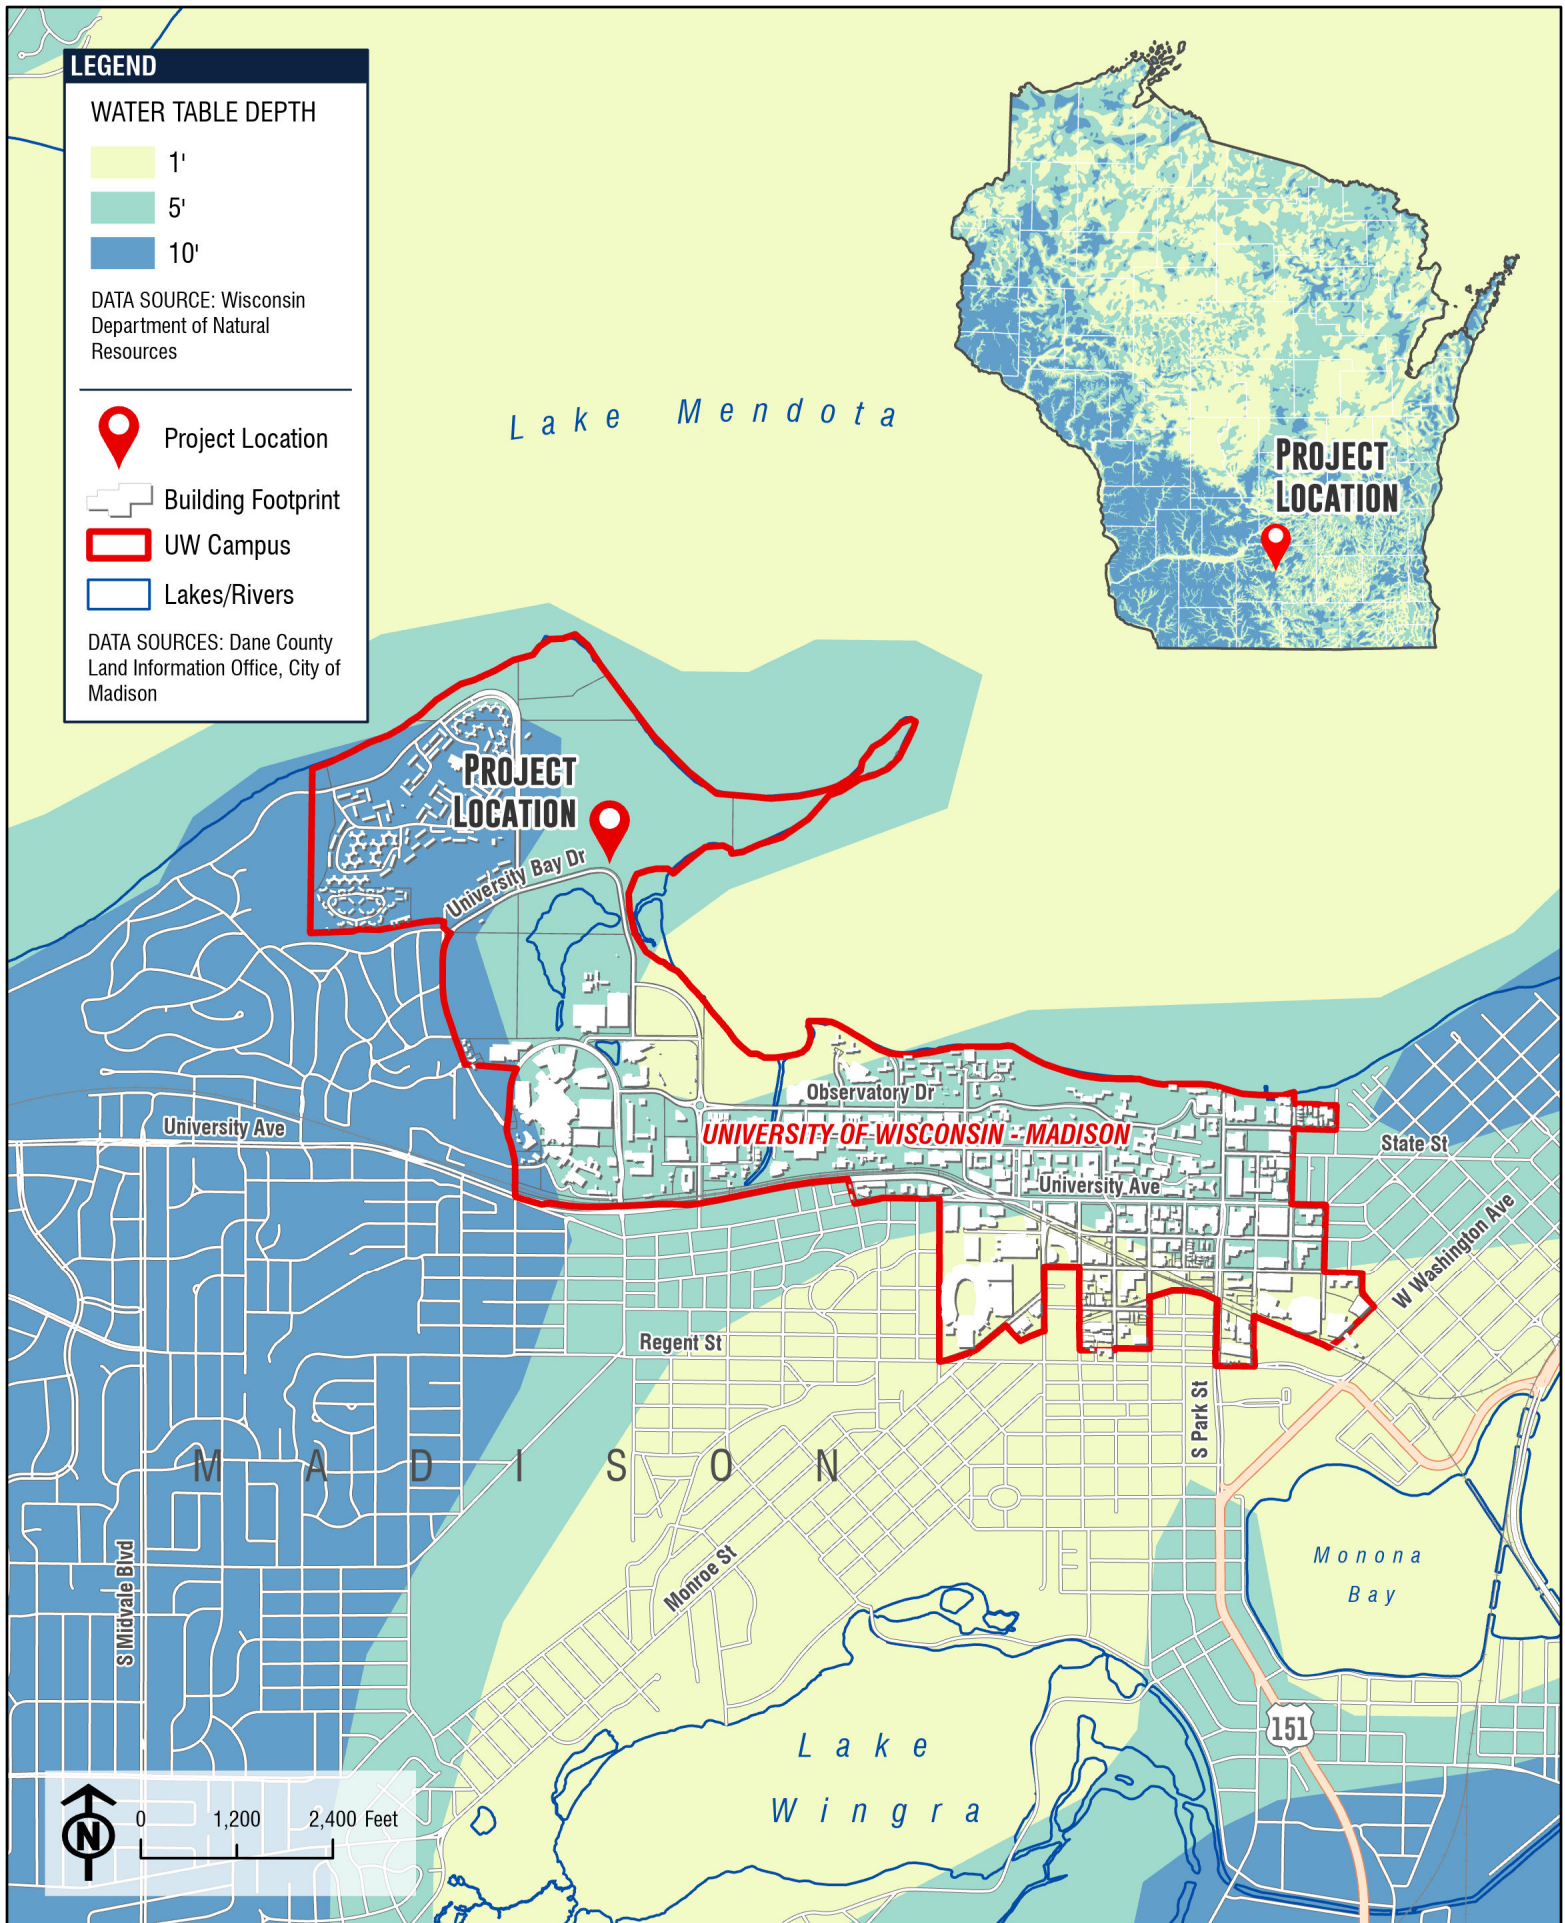 LEGEND
WATER TABLE DEPTH
1'
5'
10'
DATA SOURCE: Wisconsin
Department of Natural
Resources
Project Location
Building Footprint
UW Campus
Lakes/Rivers
DATA SOURCES: Dane County
Land Information Office, City of
Madison
Lake Mendota
PROJECT
LOCATION
PROJECT
LOCATION
University Bay Dr
Observatory Dr
University Ave
UNIVERSITY OF WISCONSIN - MADISON
State St
University Ave
W Washington Ave
Regent St
S Park St
MADISON
Monroe St
S Midvale Blvd
Monona
Bay
151
Lake
Wingra
N
0 1,200 2,400 Feet